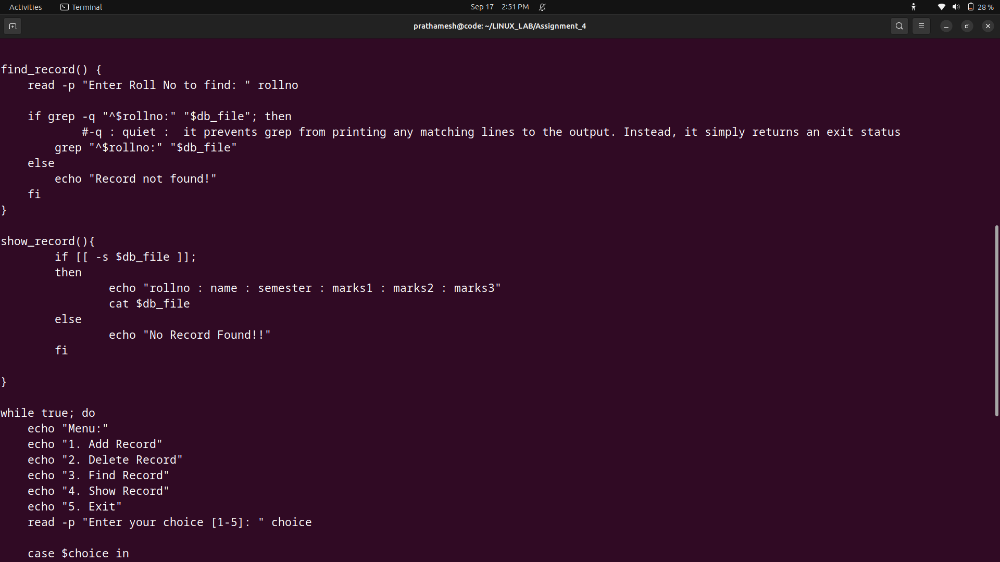 Activities Terminal Sep 17 2:51 PM 28 %
prathamesh@code: ~/LINUX_LAB/Assignment_4
find_record() {
    read -p "Enter Roll No to find: " rollno
    if grep -q "^$rollno:" "$db_file"; then
            #-q : quiet :  it prevents grep from printing any matching lines to the output. Instead, it simply returns an exit status
        grep "^$rollno:" "$db_file"
    else
        echo "Record not found!"
    fi
}
show_record(){
        if [[ -s $db_file ]];
        then
                echo "rollno : name : semester : marks1 : marks2 : marks3"
                cat $db_file
        else
                echo "No Record Found!!"
        fi
}
while true; do
    echo "Menu:"
    echo "1. Add Record"
    echo "2. Delete Record"
    echo "3. Find Record"
    echo "4. Show Record"
    echo "5. Exit"
    read -p "Enter your choice [1-5]: " choice
    case $choice in